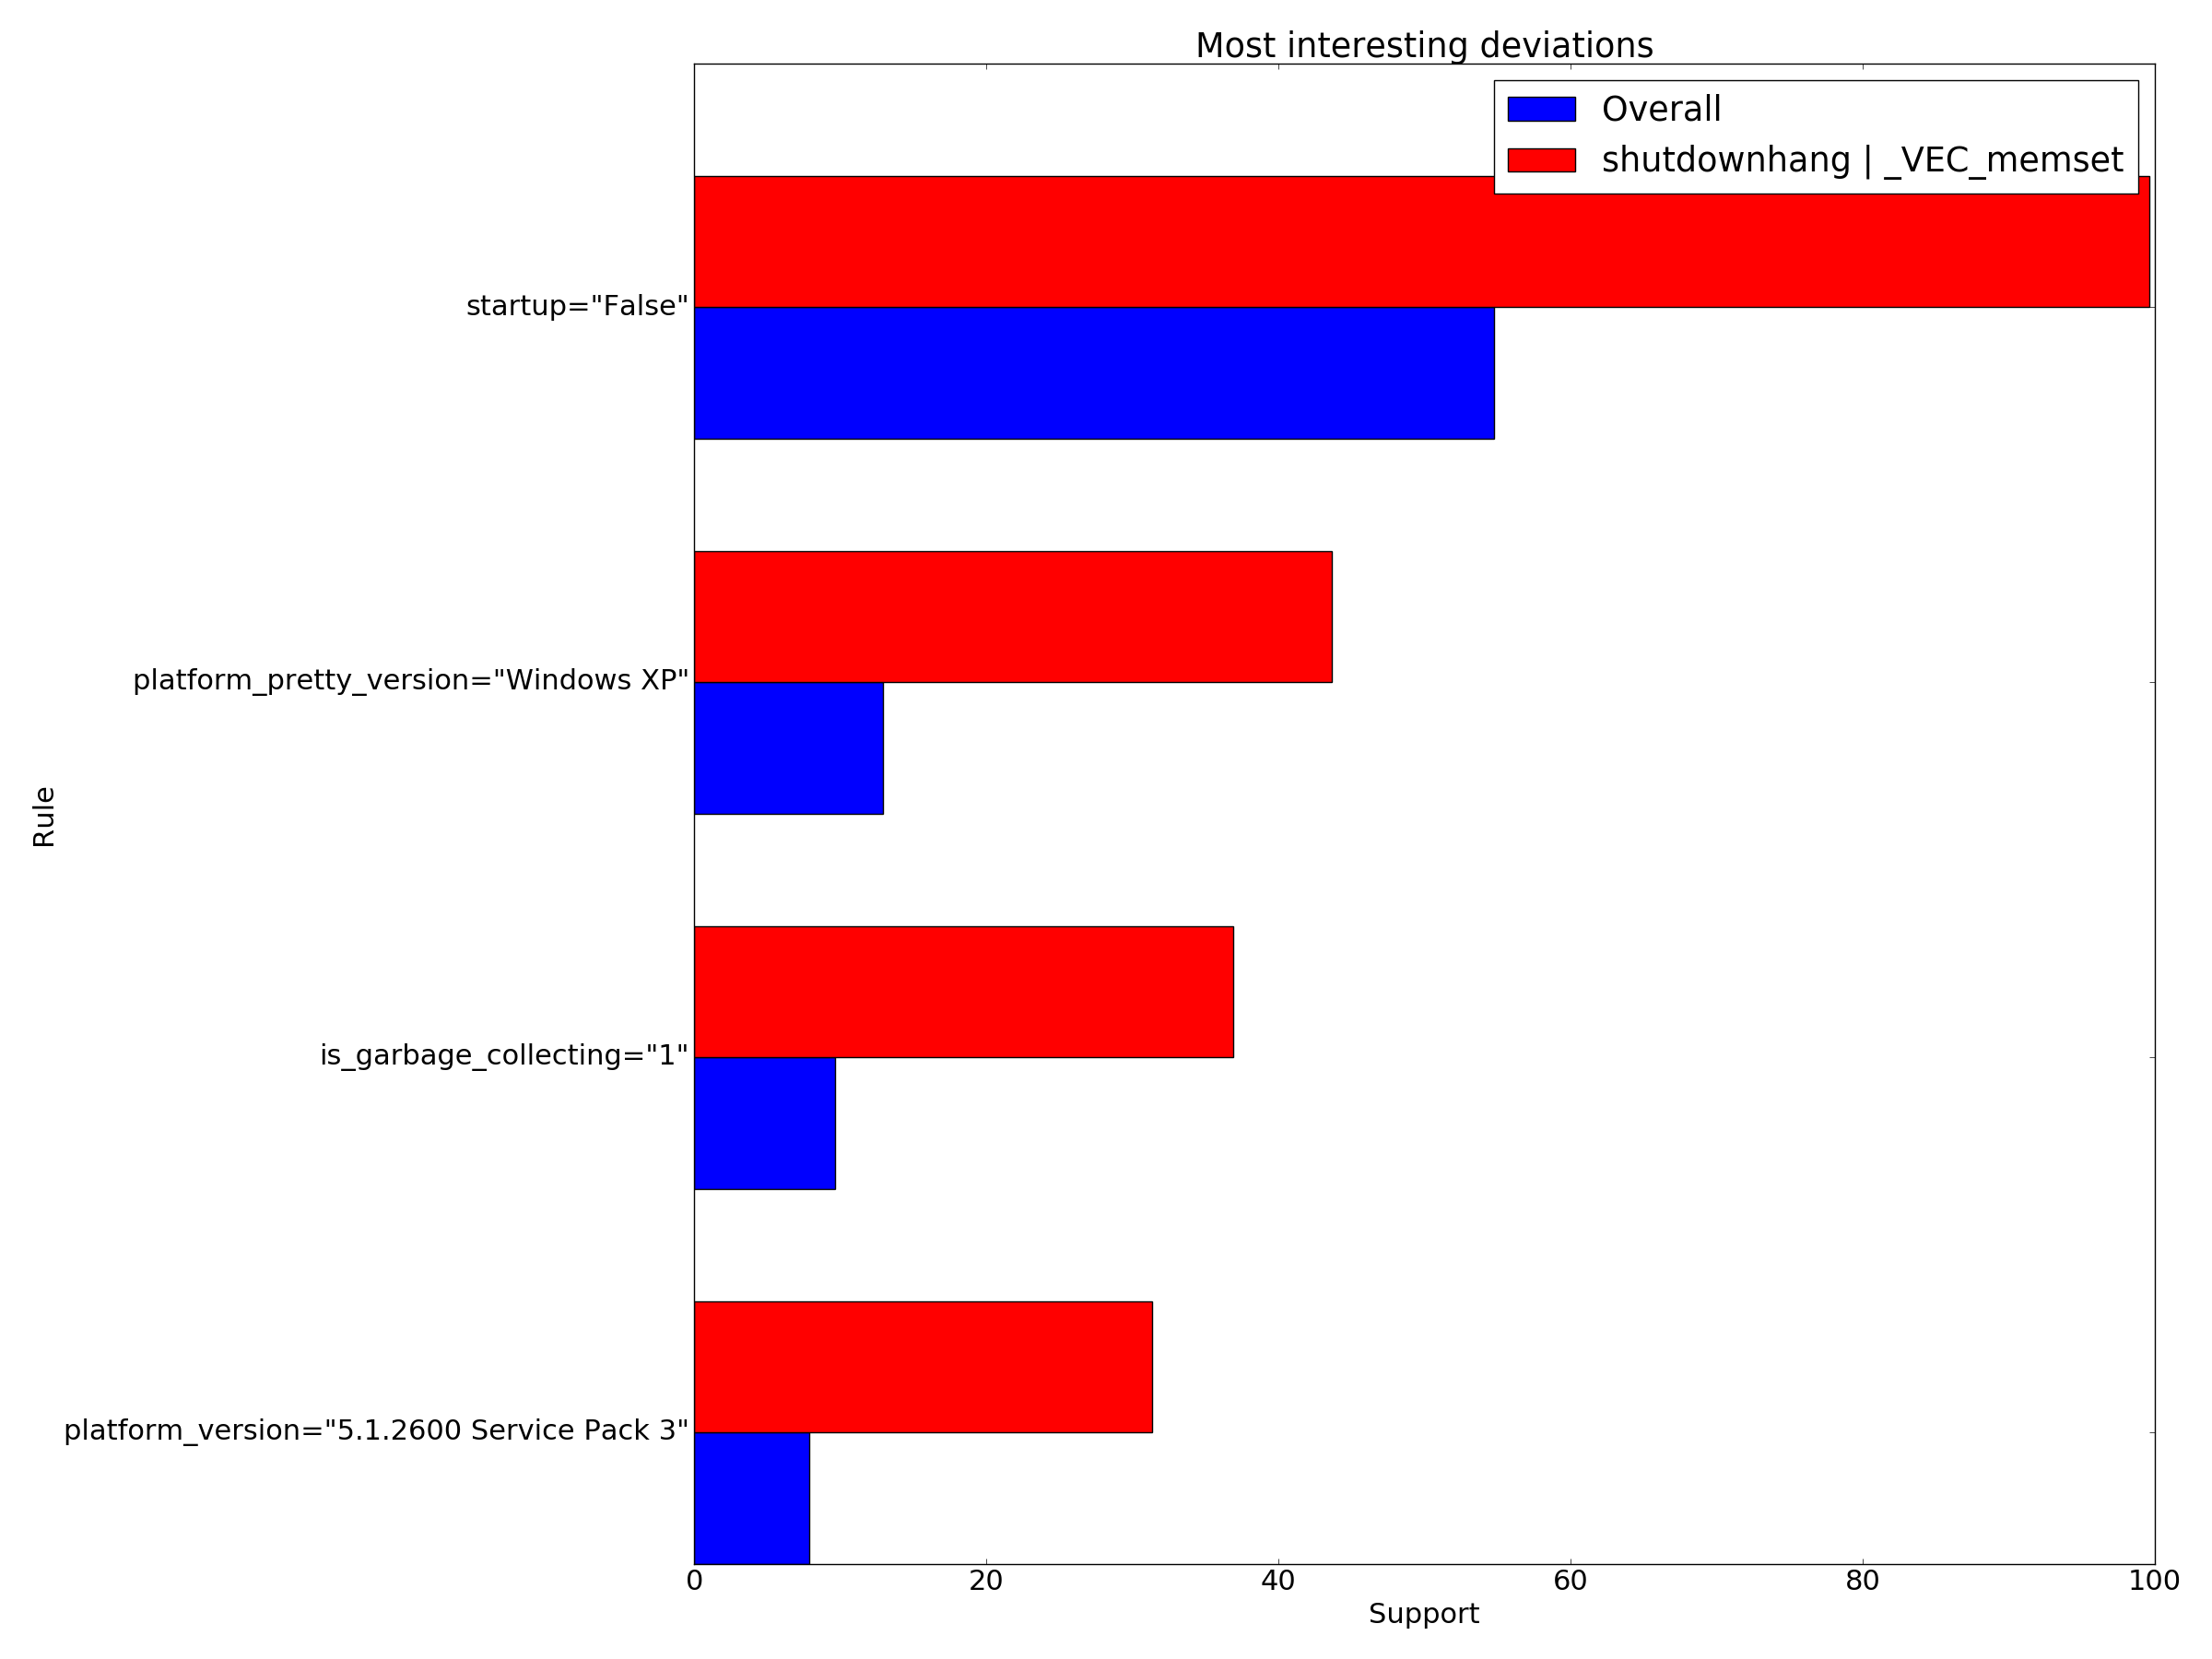 Most interesting deviations
Overall
shutdownhang | _VEC_memset
startup="False"
platform_pretty_version="Windows XP"
is_garbage_collecting="1"
platform_version="5.1.2600 Service Pack 3"
Rule
0 20 40 60 80 100
Support